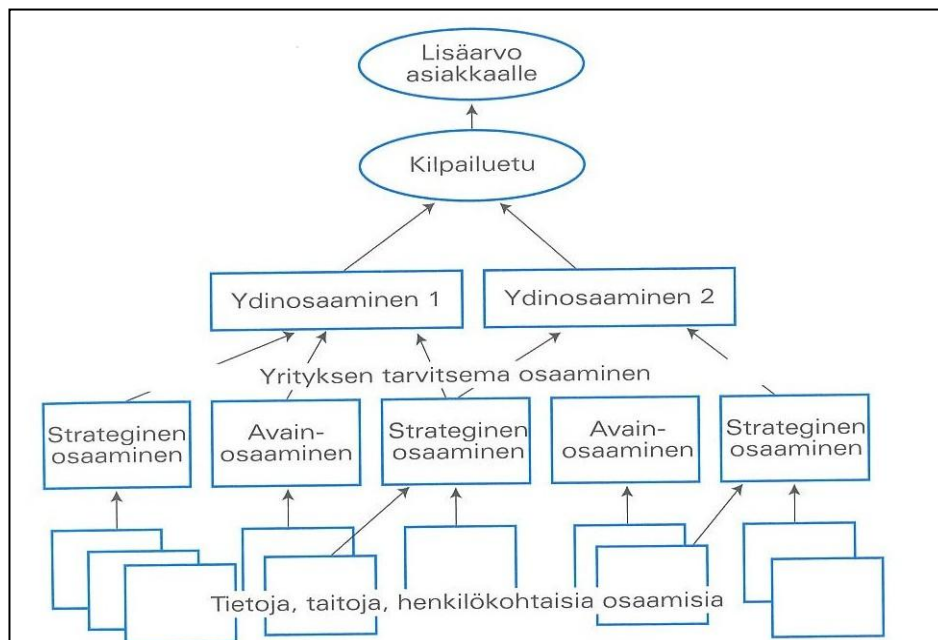 Lisäarvo
asiakkaalle
Kilpailuetu
Ydinosaaminen 1
Ydinosaaminen 2
Yrityksen tarvitsema osaaminen
Strateginen
osaaminen
Avain-
osaaminen
Strateginen
osaaminen
Avain-
osaaminen
Strateginen
osaaminen
Tietoja, taitoja, henkilökohtaisia osaamisia